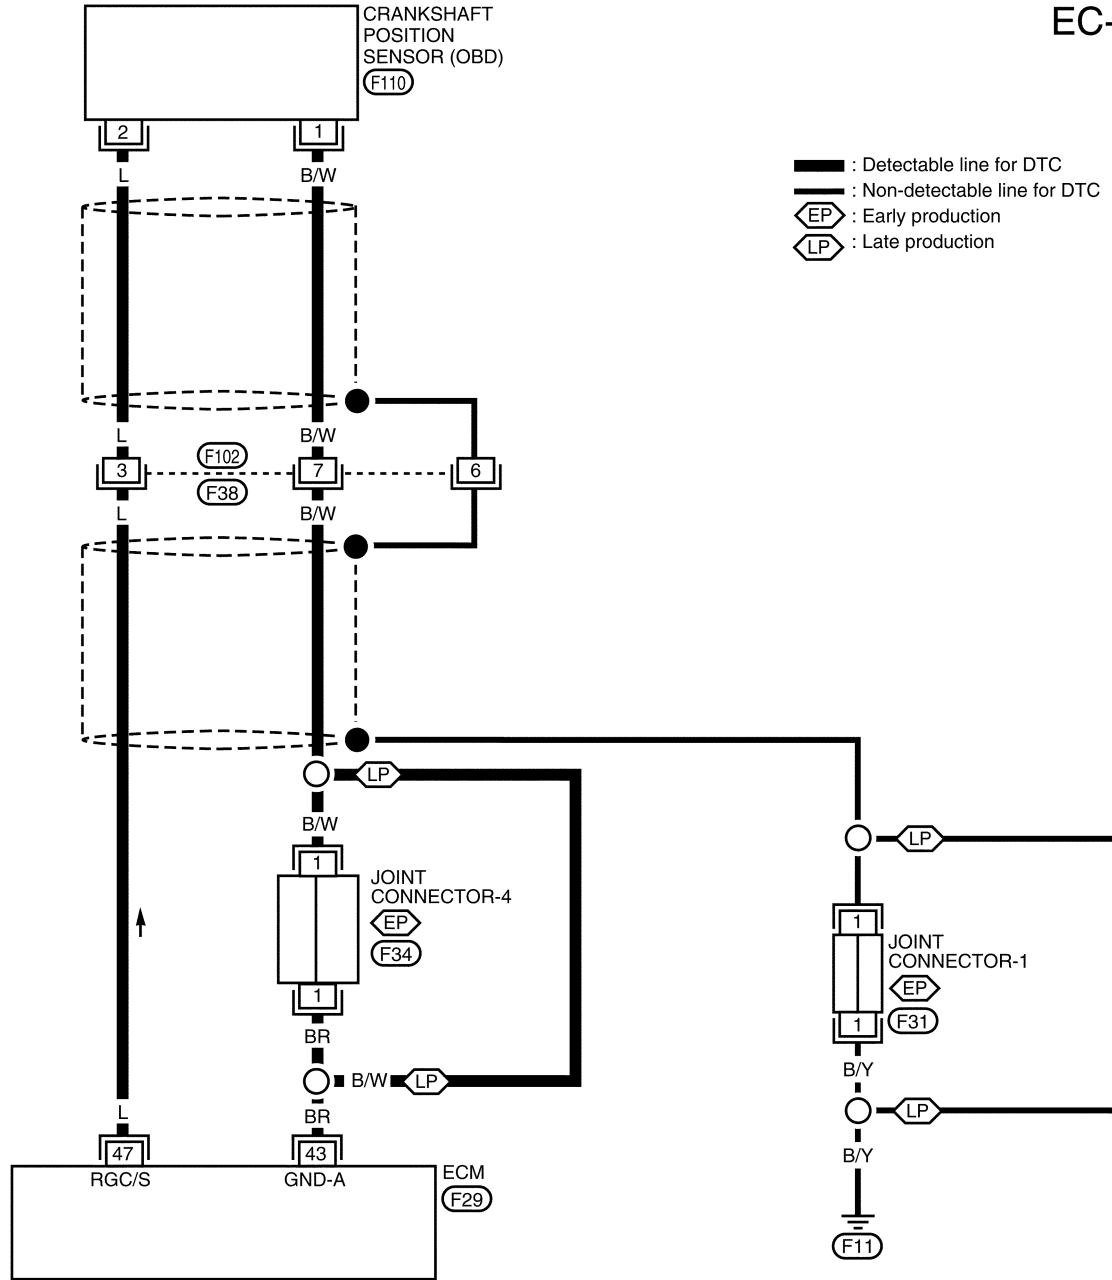 CRANKSHAFT
POSITION
SENSOR (OBD)
F110
EC-
2
1
L
B/W
: Detectable line for DTC
: Non-detectable line for DTC
EP : Early production
LP : Late production
L
B/W
F102
3
7
6
F38
L
B/W
LP
B/W
LP
1
JOINT
CONNECTOR-4
EP
F34
1
1
JOINT
CONNECTOR-1
EP
F31
1
BR
B/Y
B/W
LP
LP
L
BR
B/Y
47
43
RGC/S
GND-A
ECM
F29
F11